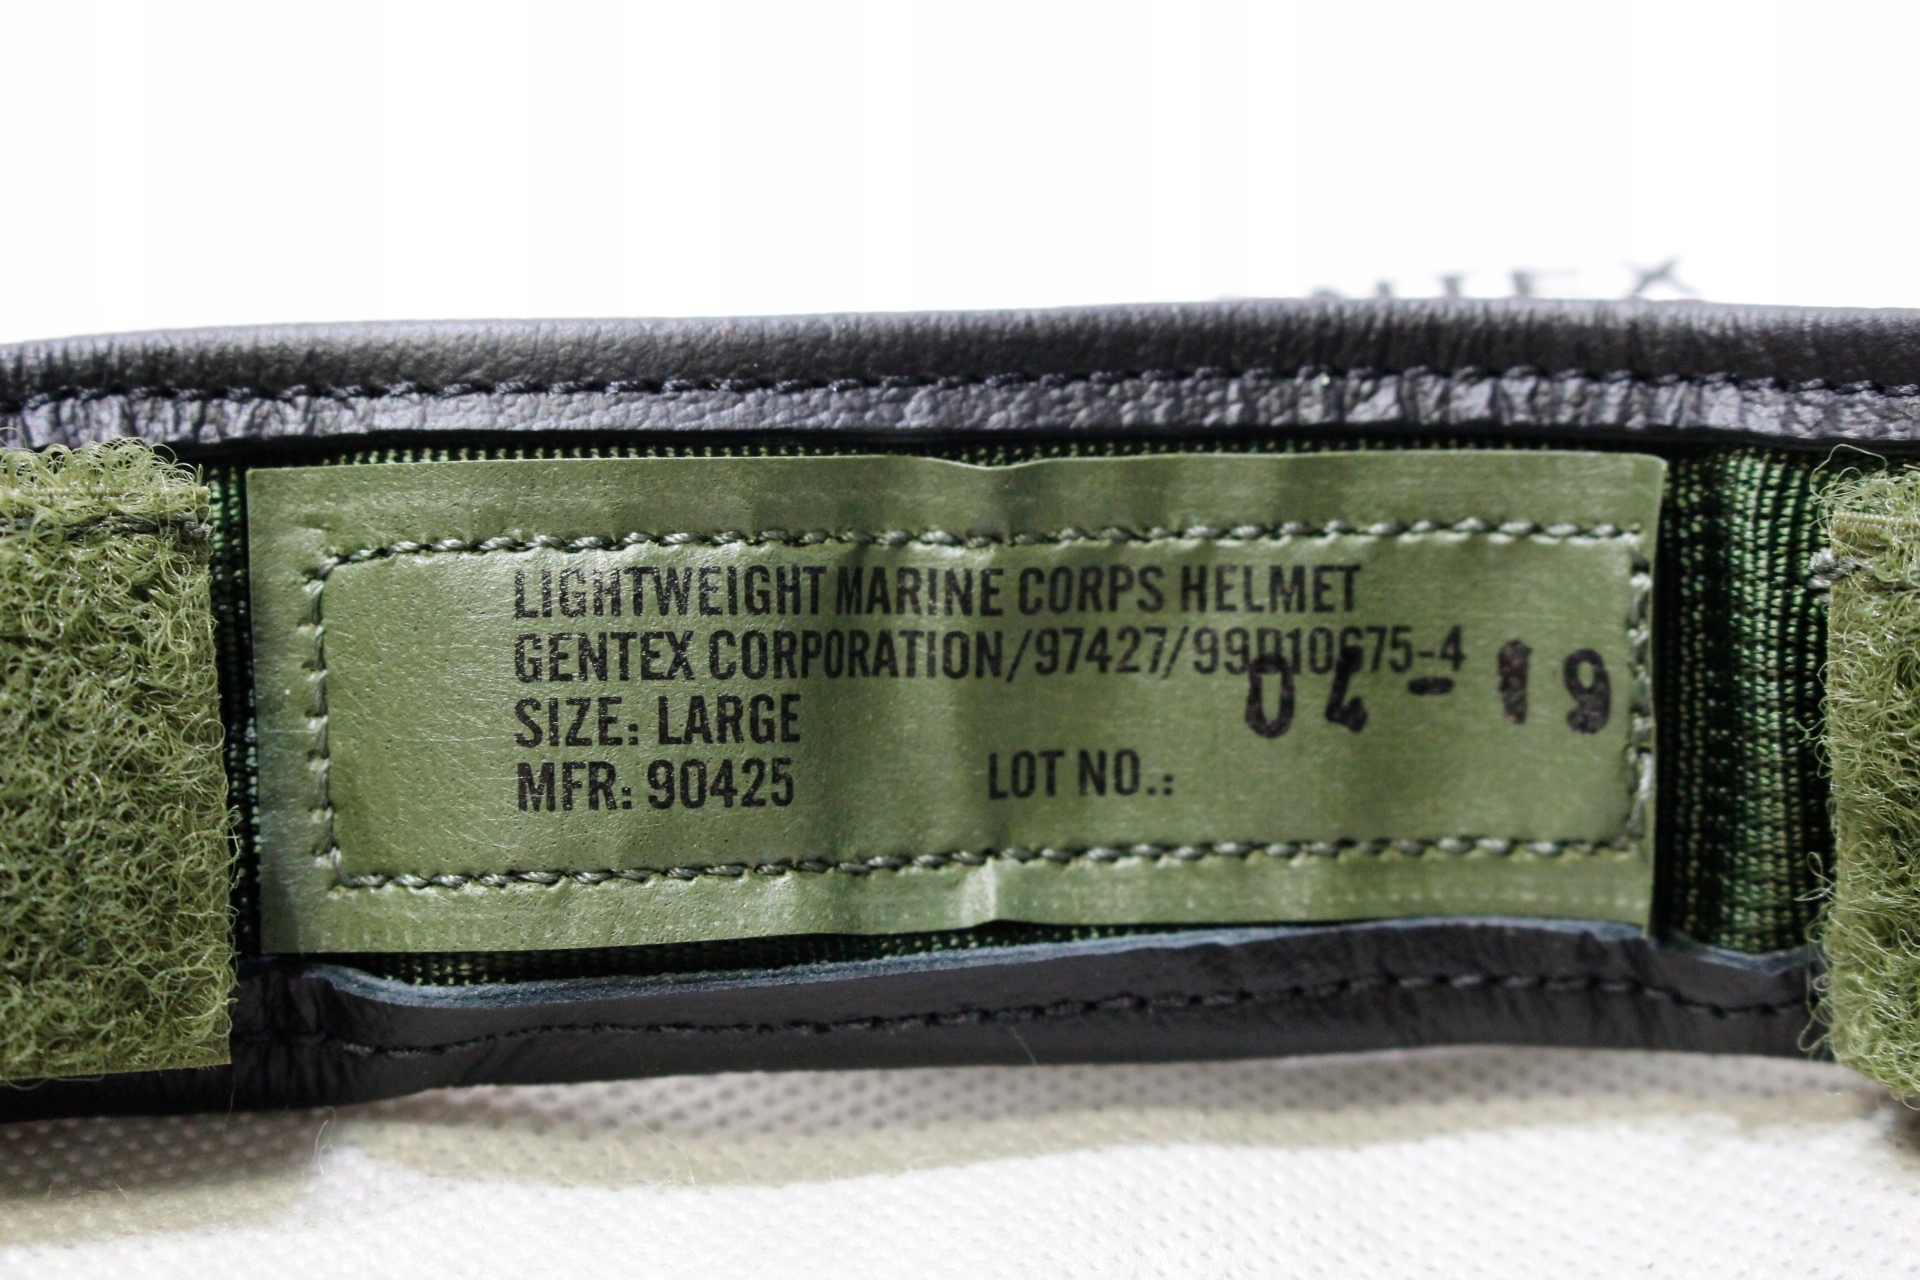 LIGHTWEIGHT MARINE CORPS HELMET
GENTEX CORPORATION/97427/99D10675-4
04-19
SIZE: LARGE
MFR: 90425 LOT NO.: